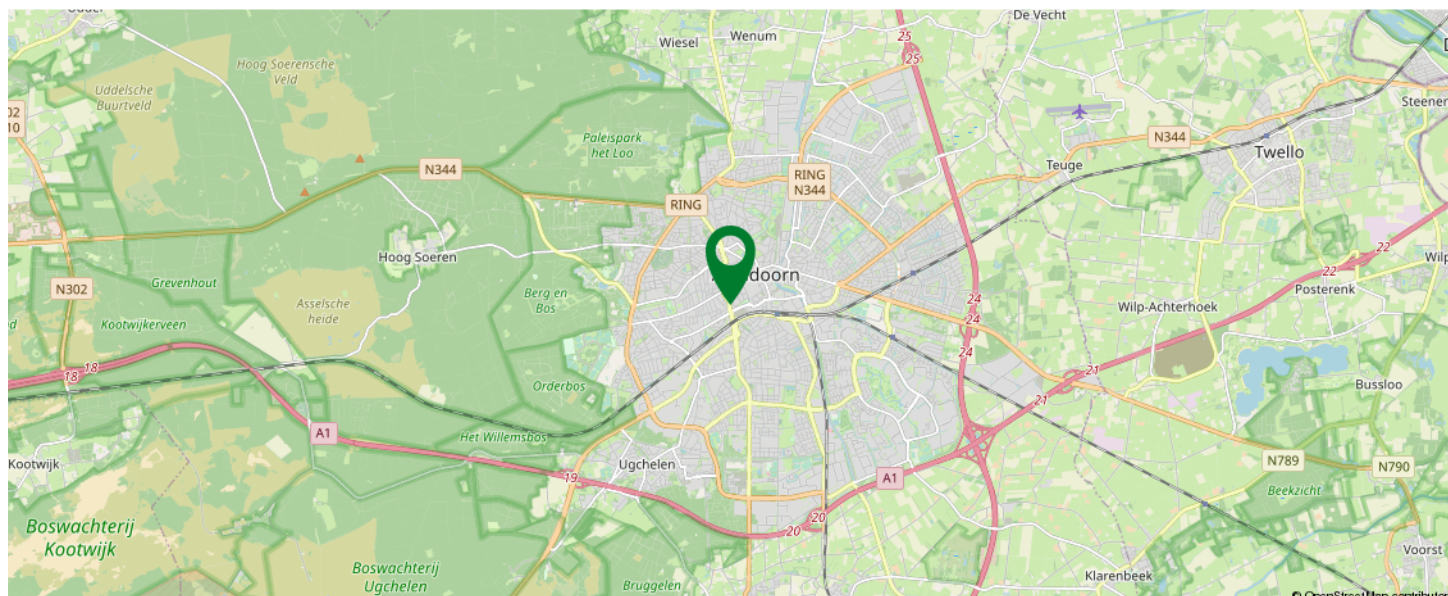 De Vecht
25
Wenum
Wiesel
25
Hoog Soerensche
Veld
Uddelsche
Buurtveld
02
10
Steener
Paleispark
het Loo
N344
Twello
N344
Teuge
RING
N344
RING
22
Hoog Soeren
Wilp
22
doorn
Grevenhout
N302
Berg en
Bos
Posterenk
24
Asselsche
heide
Wilp-Achterhoek
Kootwijkerveen
24
24
18
18
21
Bussloo
Orderbos
21
A1
Het Willemsbos
Kootwijk
Ugchelen
N789
N790
19
A1
Beekzicht
20
20
Boswachterij
Kootwijk
Voorst
Boswachterij
Ugchelen
Klarenbeek
Bruggelen
© OpenStreetMap contributor